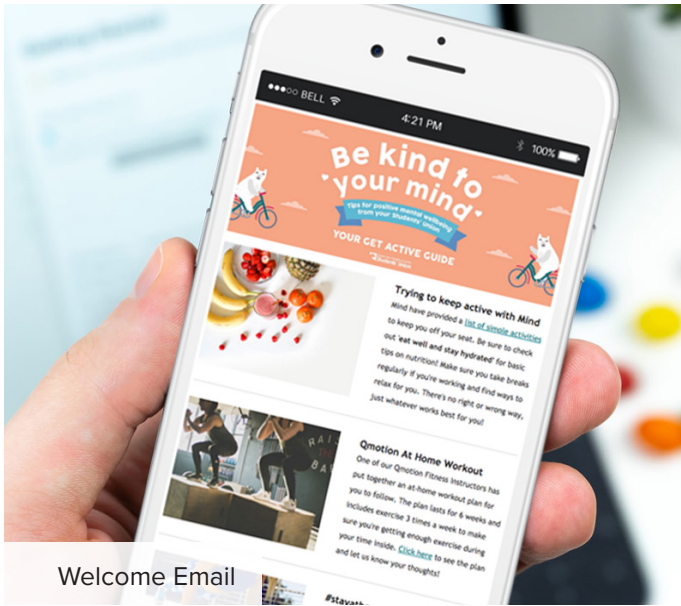 ●●●○○ BELL
4:21 PM
100%
Be kind to
your mind
Tips for positive mental wellbeing
from your Students' Union
YOUR GET ACTIVE GUIDE
Students' Union
Trying to keep active with Mind
Mind have provided a list of simple activities
to keep you off your seat. Be sure to check
out 'eat well and stay hydrated' for basic
tips on nutrition! Make sure you take breaks
regularly if you're working and find ways to
relax for you. There's no right or wrong way,
just whatever works best for you!
RAIS
BA
Qmotion At Home Workout
One of our Qmotion Fitness Instructors has
put together an at-home workout plan for
you to follow. The plan lasts for 6 weeks and
includes exercise 3 times a week to make
sure you're getting enough exercise during
your time inside. Click here to see the plan
and let us know your thoughts!
Welcome Email